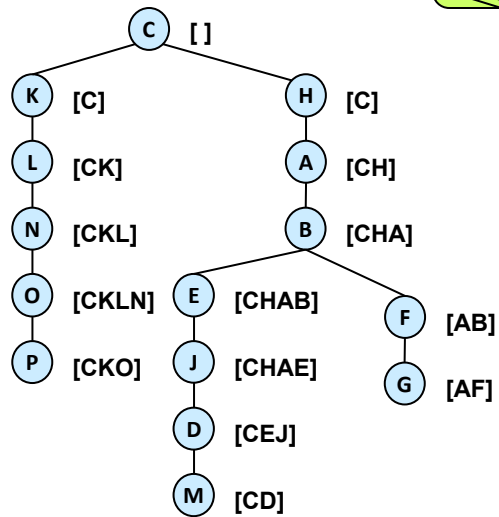 C [ ]
K [C] H [C]
L [CK] A [CH]
N [CKL] B [CHA]
O [CKLN] E [CHAB] F [AB]
P [CKO] J [CHAE] G [AF]
D [CEJ]
M [CD]